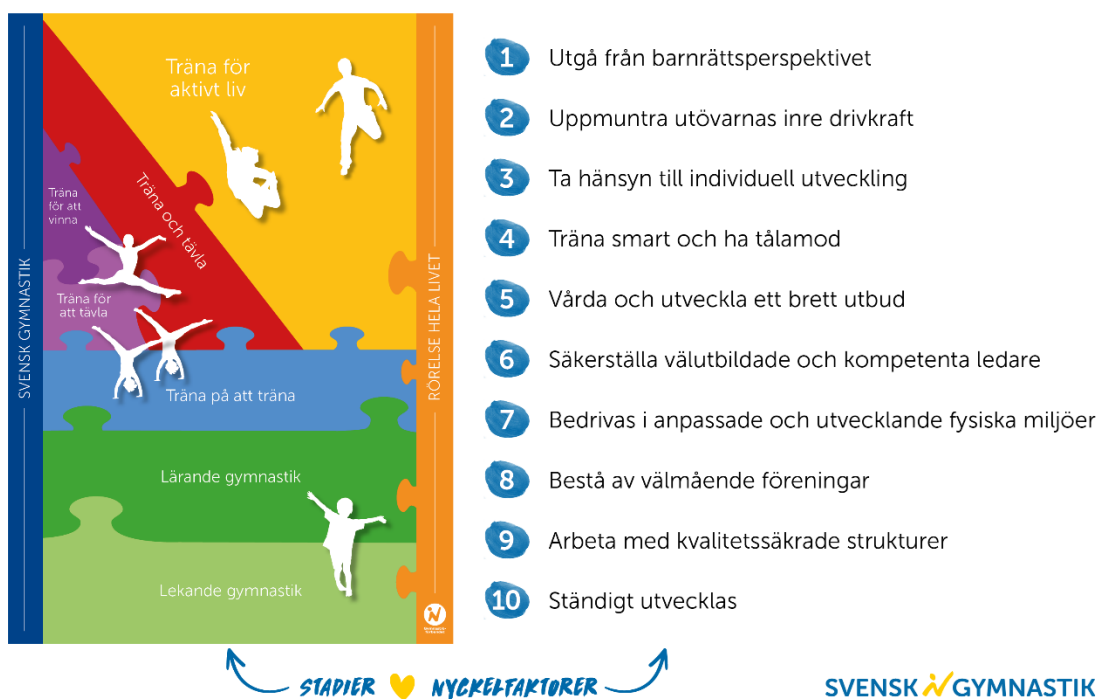 SVENSK GYMNASTIK
Träna för
aktivt liv
Träna
för att
vinna
Träna och tävla
Träna för
att tävla
Träna på att träna
Lärande gymnastik
Lekande gymnastik
RÖRELSE HELA LIVET
1 Utgå från barnrättsperspektivet
2 Uppmuntra utövarnas inre drivkraft
3 Ta hänsyn till individuell utveckling
4 Träna smart och ha tålamod
5 Vårda och utveckla ett brett utbud
6 Säkerställa välutbildade och kompetenta ledare
7 Bedrivas i anpassade och utvecklande fysiska miljöer
8 Bestå av välmående föreningar
9 Arbeta med kvalitetssäkrade strukturer
10 Ständigt utvecklas
STADIER NYCKELFAKTORER
SVENSK GYMNASTIK